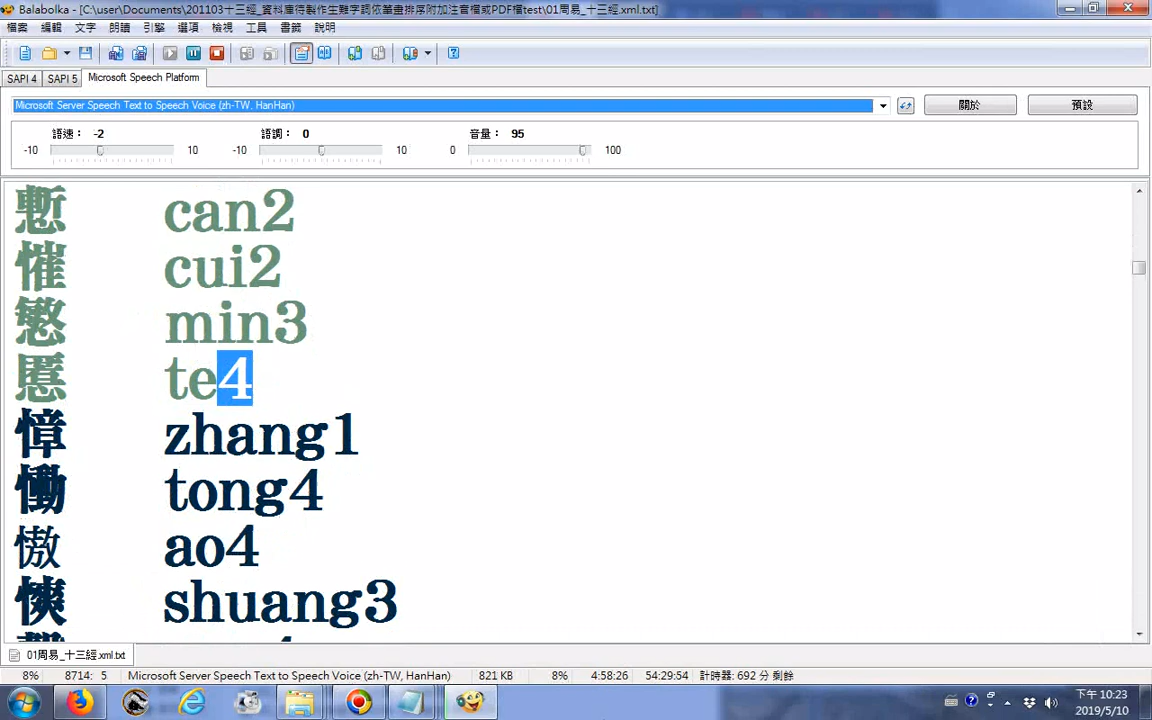 Balabolka - [C:\user\Documents\201103十三經_資料庫待製作生難字詞依筆畫排序附加注音檔或PDF檔test\01周易_十三經.xml.txt]
檔案 編輯 文字 朗讀 引擎 選項 檢視 工具 書籤 說明
SAPI 4 SAPI 5 Microsoft Speech Platform
Microsoft Server Speech Text to Speech Voice (zh-TW, HanHan) 關於 預設
語速： -2 語調： 0 音量： 95
-10 10 -10 10 0 100
慙 can2
慛 cui2
慜 min3
慝 te4
慞 zhang1
慟 tong4
慠 ao4
慡 shuang3
01周易_十三經.xml.txt
8% 8714: 5 Microsoft Server Speech Text to Speech Voice (zh-TW, HanHan) 821 KB 8% 4:58:26 54:29:54 計時器: 692 分 剩餘
下午 10:23
2019/5/10